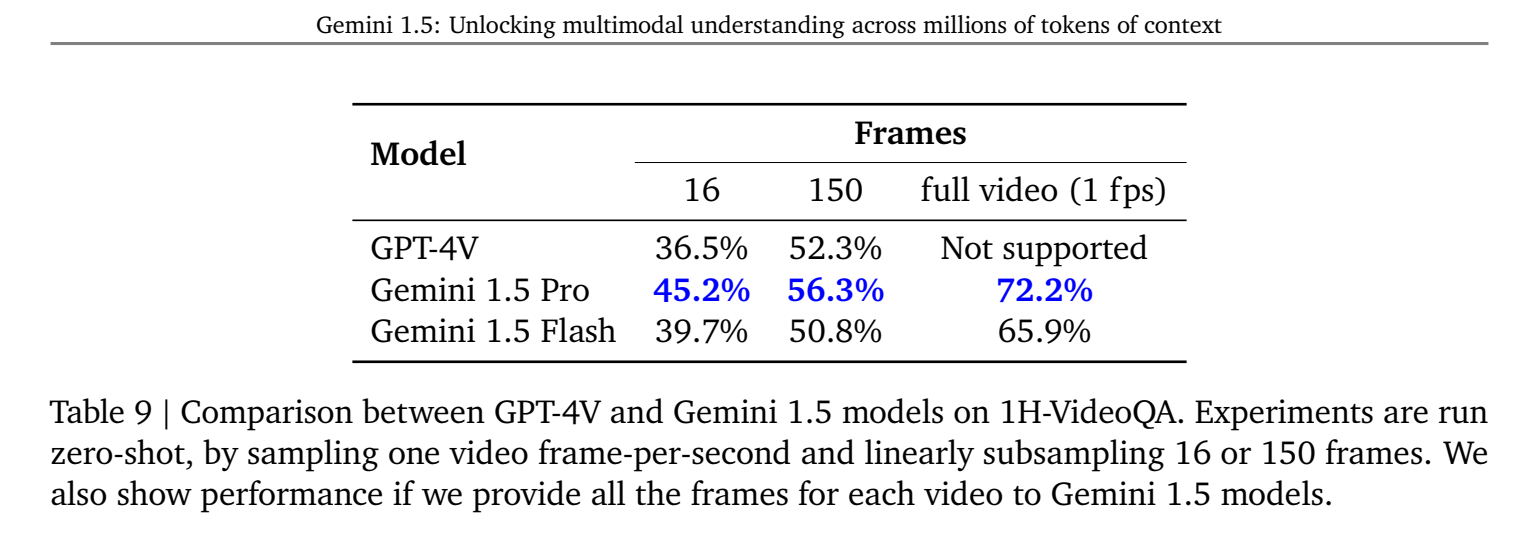 Gemini 1.5: Unlocking multimodal understanding across millions of tokens of context
Model Frames
16 150 full video (1 fps)
GPT-4V 36.5% 52.3% Not supported
Gemini 1.5 Pro 45.2% 56.3% 72.2%
Gemini 1.5 Flash 39.7% 50.8% 65.9%
Table 9 | Comparison between GPT-4V and Gemini 1.5 models on 1H-VideoQA. Experiments are run
zero-shot, by sampling one video frame-per-second and linearly subsampling 16 or 150 frames. We
also show performance if we provide all the frames for each video to Gemini 1.5 models.